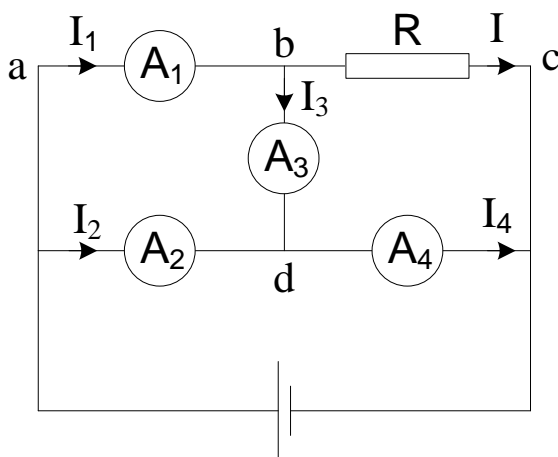 I₁ b R I
a A₁ c
I₃
A₃
I₂ I₄
A₂ A₄
d